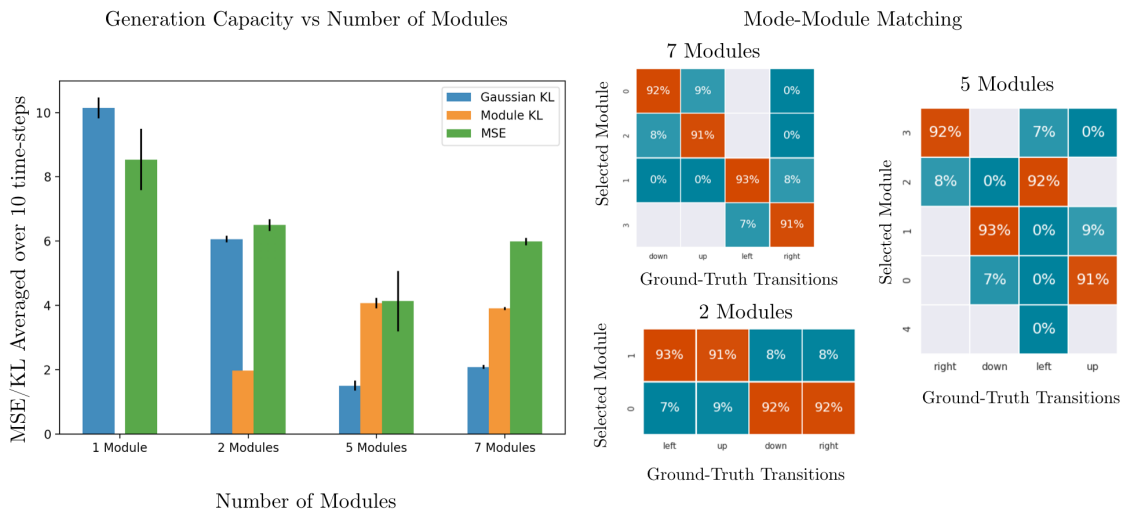 Generation Capacity vs Number of Modules
MSE/KL Averaged over 10 time-steps
10
8
6
4
2
0
Gaussian KL
Module KL
MSE
1 Module
2 Modules
5 Modules
7 Modules
Number of Modules
Mode-Module Matching
7 Modules
Selected Module
0
92% 9% 0%
2
8% 91% 0%
1
0% 0% 93% 8%
3
7% 91%
down up left right
Ground-Truth Transitions
2 Modules
Selected Module
1
93% 91% 8% 8%
0
7% 9% 92% 92%
left up down right
Ground-Truth Transitions
5 Modules
Selected Module
3
92% 7% 0%
2
8% 0% 92%
1
93% 0% 9%
0
7% 0% 91%
4
0%
right down left up
Ground-Truth Transitions